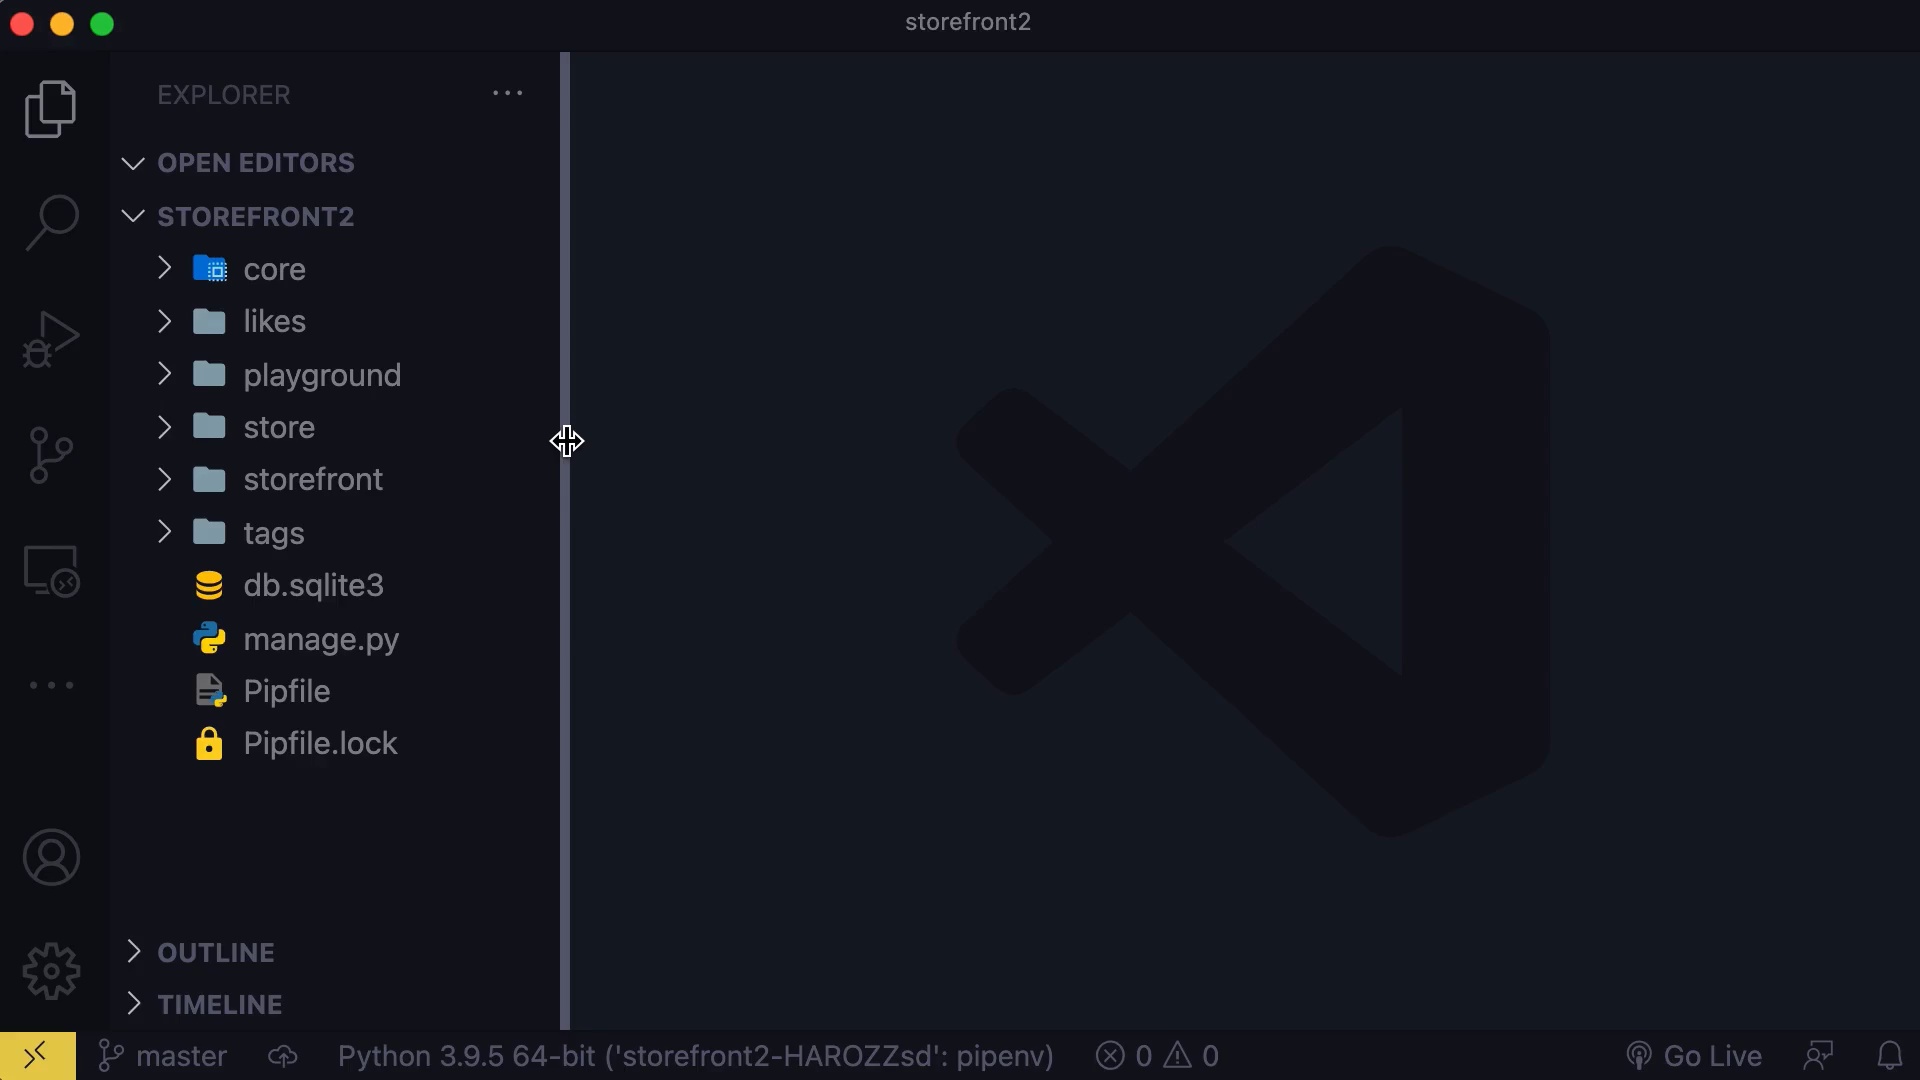 storefront2
EXPLORER
OPEN EDITORS
STOREFRONT2
core
likes
playground
store
storefront
tags
db.sqlite3
manage.py
Pipfile
Pipfile.lock
OUTLINE
TIMELINE
master Python 3.9.5 64-bit ('storefront2-HAROZZsd': pipenv) 0 0 Go Live